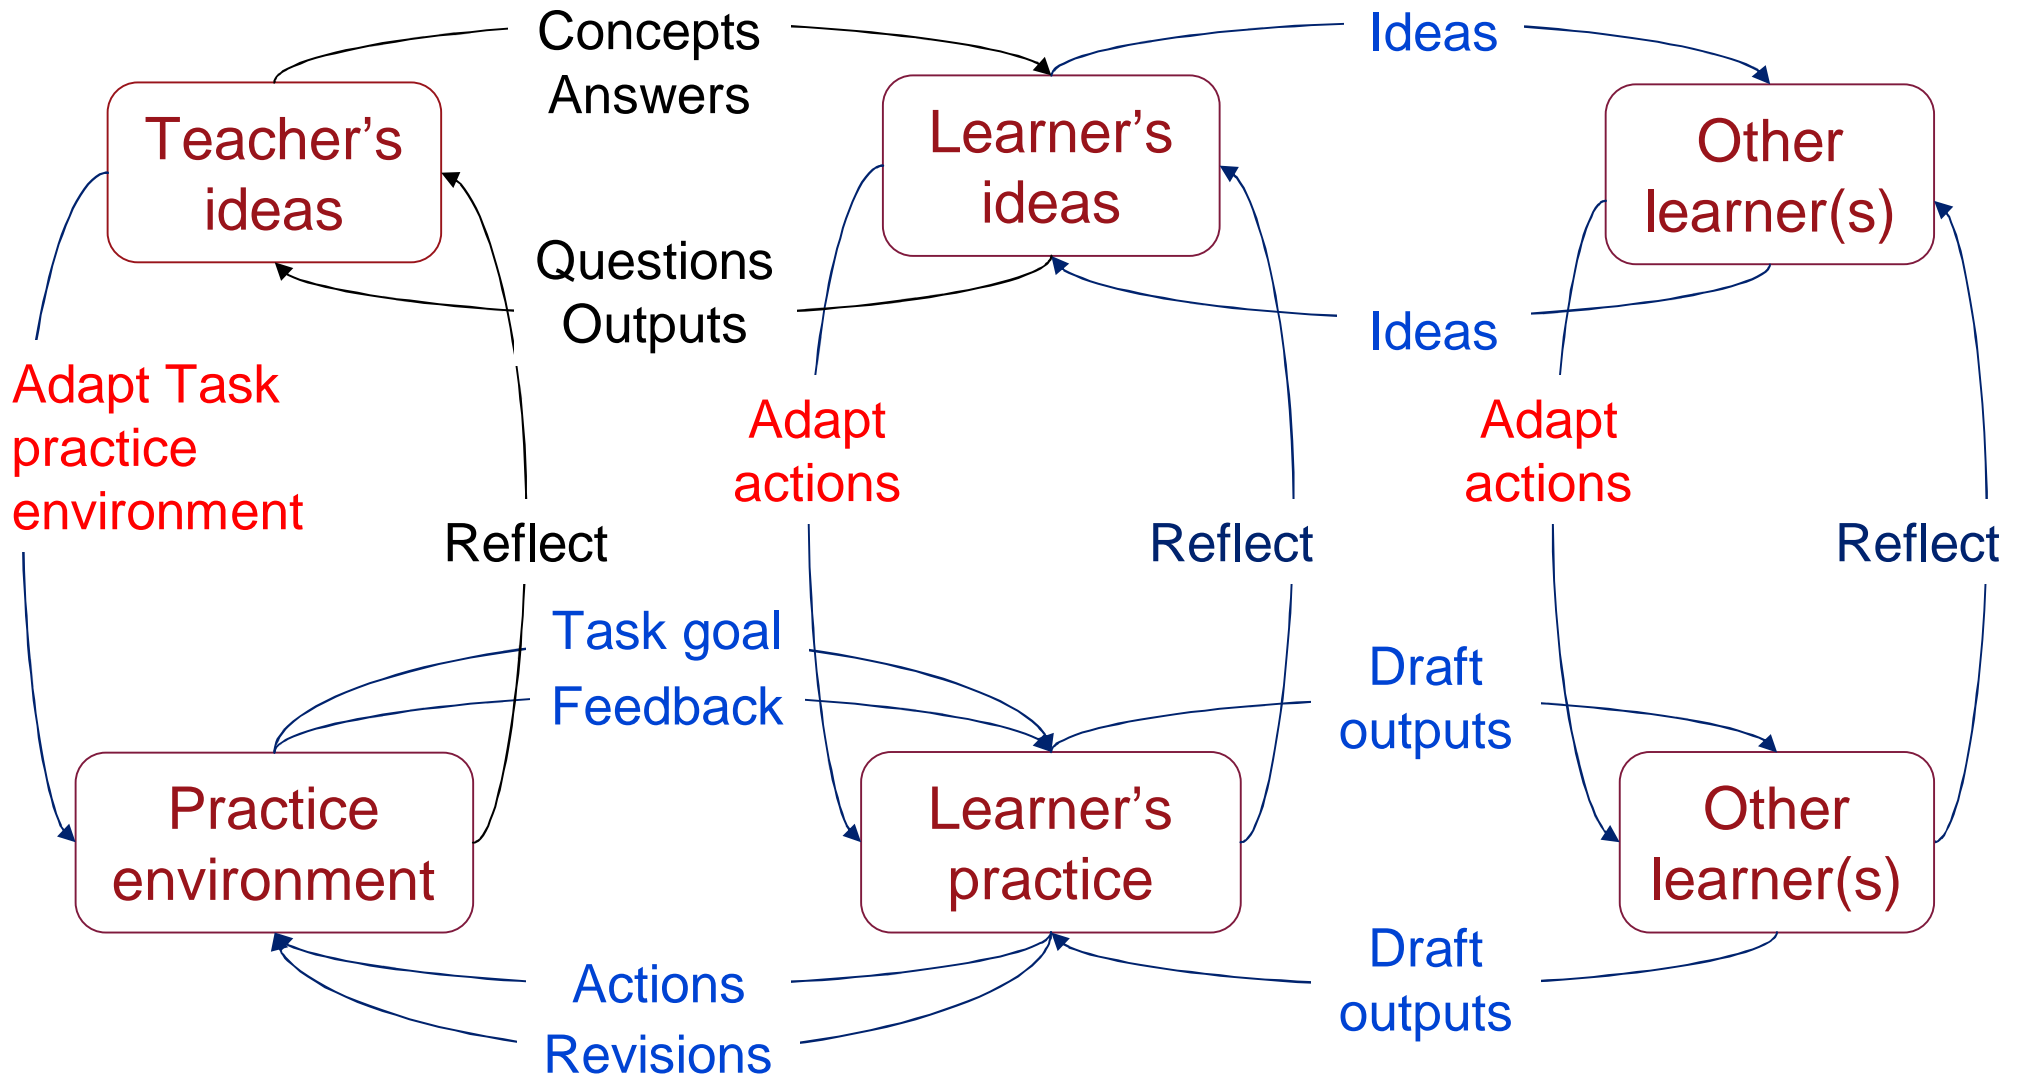 Concepts
Answers
Ideas
Teacher’s
ideas
Learner’s
ideas
Other
learner(s)
Questions
Outputs
Ideas
Adapt Task
practice
environment
Adapt
actions
Adapt
actions
Reflect
Reflect
Reflect
Task goal
Feedback
Draft
outputs
Practice
environment
Learner’s
practice
Other
learner(s)
Actions
Revisions
Draft
outputs